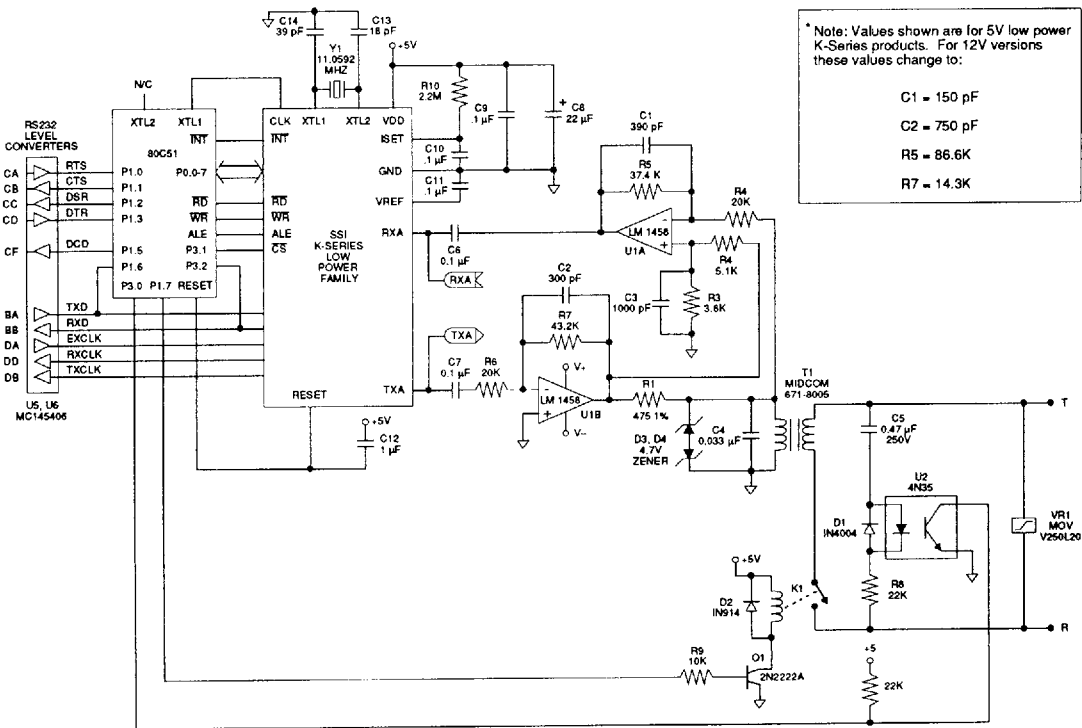 C14
39 pF
C13
18 pF
Y1
11.0592
MHZ
+5V
R10
2.2M
C9
.1 µF
+
C8
22 µF
C10
.1 µF
C11
.1 µF
* Note: Values shown are for 5V low power
K-Series products. For 12V versions
these values change to:
C1 = 150 pF
C2 = 750 pF
R5 = 86.6K
R7 = 14.3K
N/C
XTL2
XTL1
INT
80C51
P0.0-7
P1.0
P1.1
P1.2
P1.3
P1.5
P1.6
P3.0
P1.7
RESET
RD
WR
ALE
P3.1
P3.2
RS232
LEVEL
CONVERTERS
CA
RTS
CB
CTS
CC
DSR
CD
DTR
CF
DCD
BA
TXD
BB
RXD
DA
EXCLK
DD
RXCLK
DB
TXCLK
U5, U6
MC145406
CLK
XTL1
XTL2
VDD
INT
ISET
GND
VREF
RD
WR
ALE
CS
RXA
SSI
K-SERIES
LOW
POWER
FAMILY
TXA
RESET
+5V
C12
1 µF
C6
0.1 µF
RXA
TXA
C7
0.1 µF
R6
20K
C1
390 pF
R5
37.4 K
-
+
LM 1458
U1A
R4
20K
R4
5.1K
C3
1000 pF
R3
3.6K
C2
300 pF
R7
43.2K
V+
-
+
LM 1458
U1B
V–
R1
475 1%
D3, D4
4.7V
ZENER
C4
0.033 µF
T1
MIDCOM
671-8005
T
C5
0.47 µF
250V
U2
4N35
D1
IN4004
R8
22K
VR1
MOV
V250L20
R
+5V
D2
IN914
K1
R9
10K
Q1
2N2222A
+5
22K